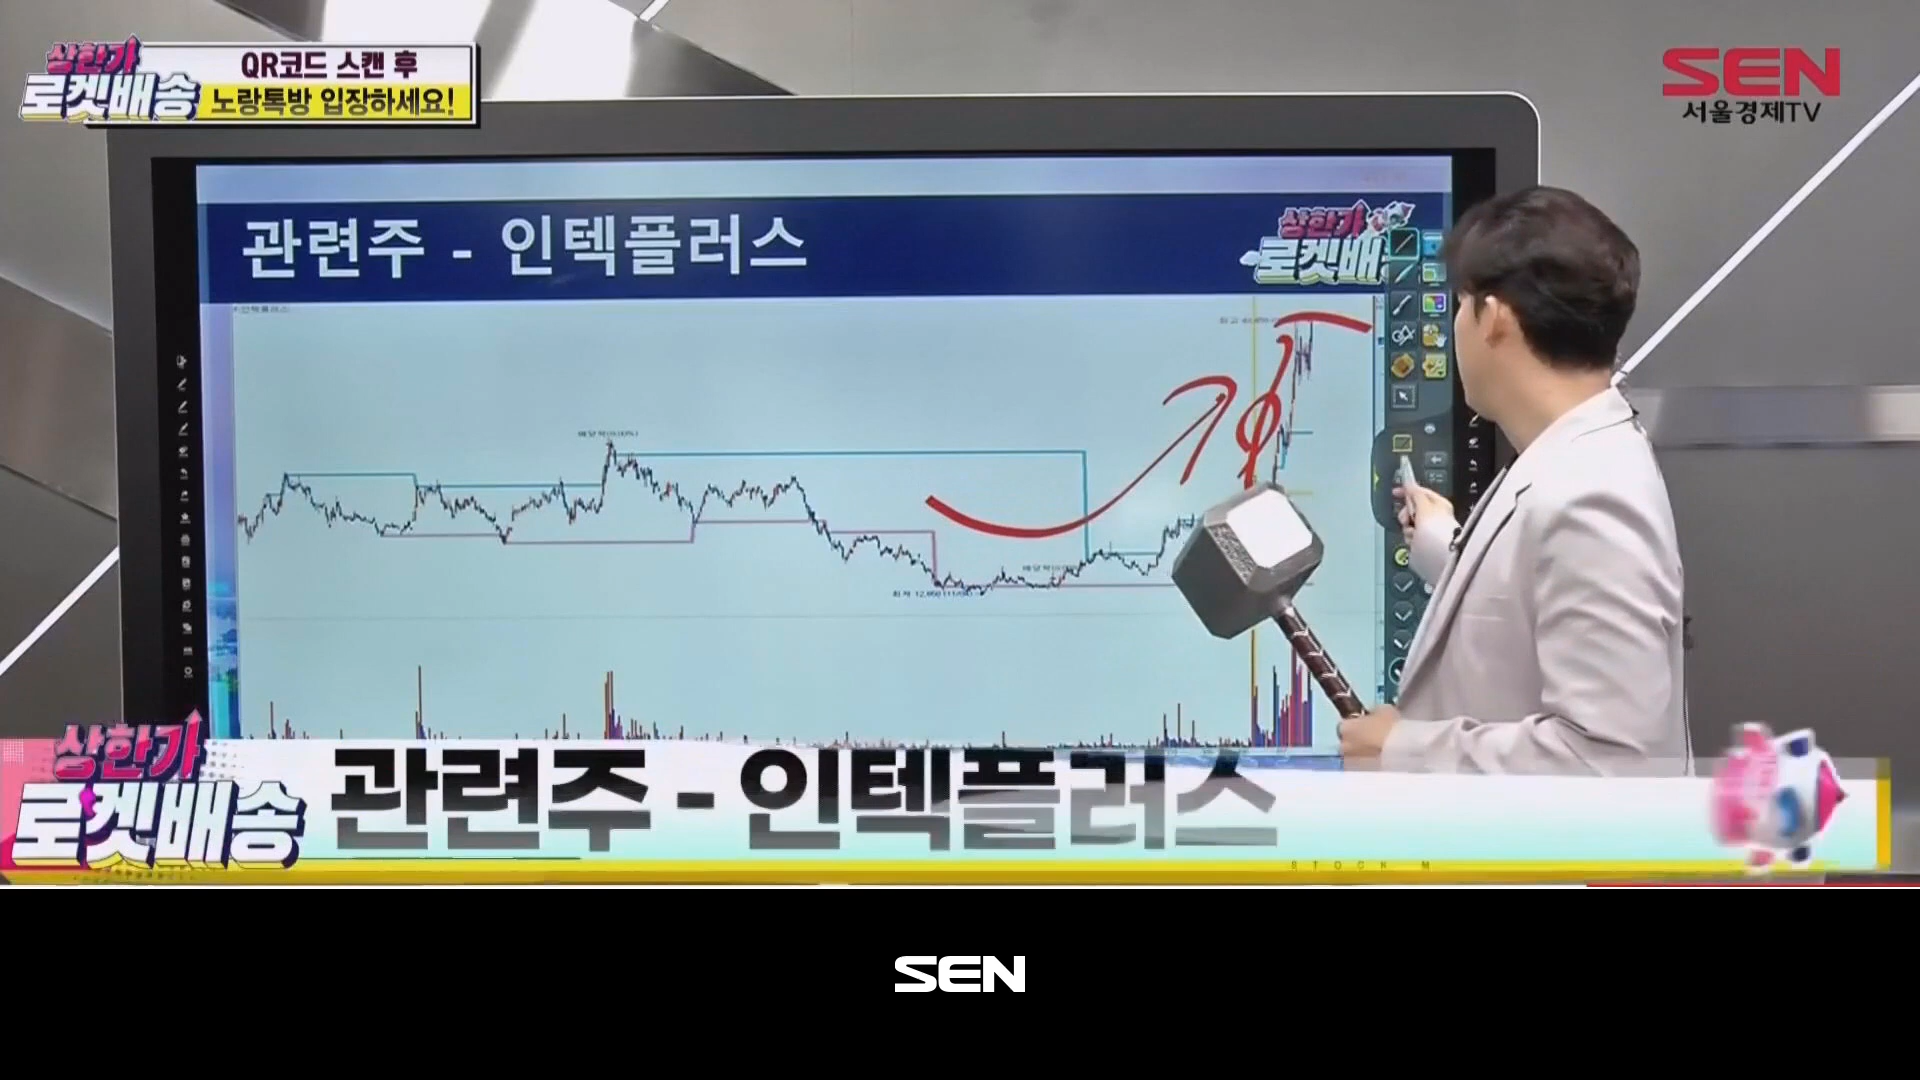 상한가
로켓배송
QR코드 스캔 후
노랑톡방 입장하세요!
SEN
서울경제TV
관련주 - 인텍플러스
상한가
로켓배
상한가
로켓배송
관련주 - 인텍플러스
STOCK M
SEN